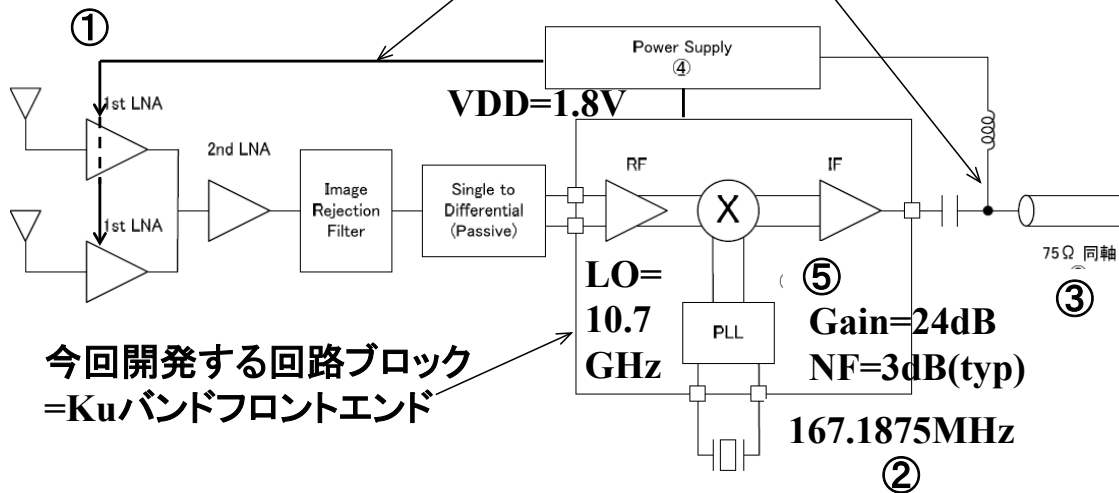 ①
Power Supply
④
VDD=1.8V
1st LNA
2nd LNA
1st LNA
Image
Rejection
Filter
Single to
Differential
(Passive)
RF
X
IF
LO=
10.7
GHz
PLL
⑤
Gain=24dB
NF=3dB(typ)
75Ω 同軸
③
今回開発する回路ブロック
=Kuバンドフロントエンド
167.1875MHz
②